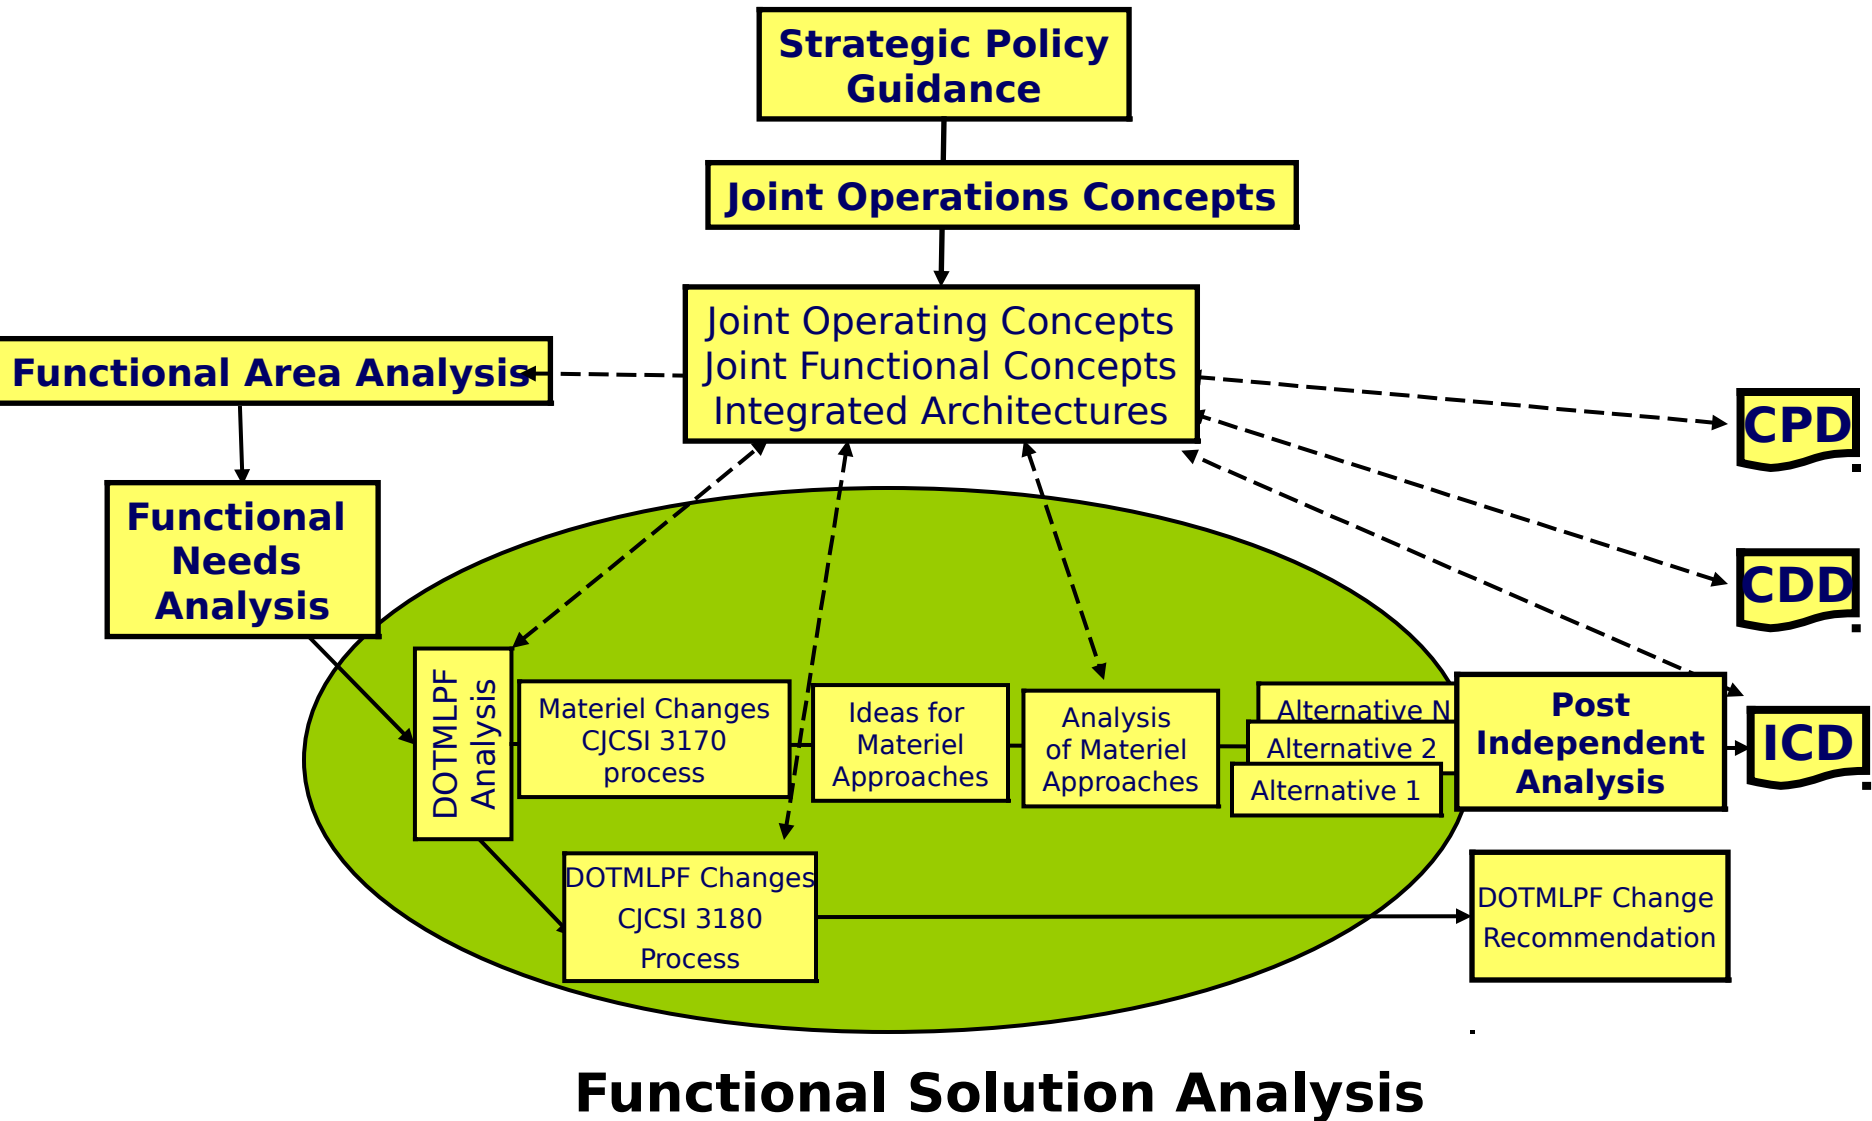 Strategic Policy
Guidance
Joint Operations Concepts
Joint Operating Concepts
Joint Functional Concepts
Integrated Architectures
Functional Area Analysis
CPD
Functional
Needs
Analysis
CDD
DOTMLPF
Analysis
Materiel Changes
CJCSI 3170
process
Ideas for
Materiel
Approaches
Analysis
of Materiel
Approaches
Alternative N
Alternative 2
Alternative 1
Post
Independent
Analysis
ICD
DOTMLPF Changes
CJCSI 3180
Process
DOTMLPF Change
Recommendation
Functional Solution Analysis